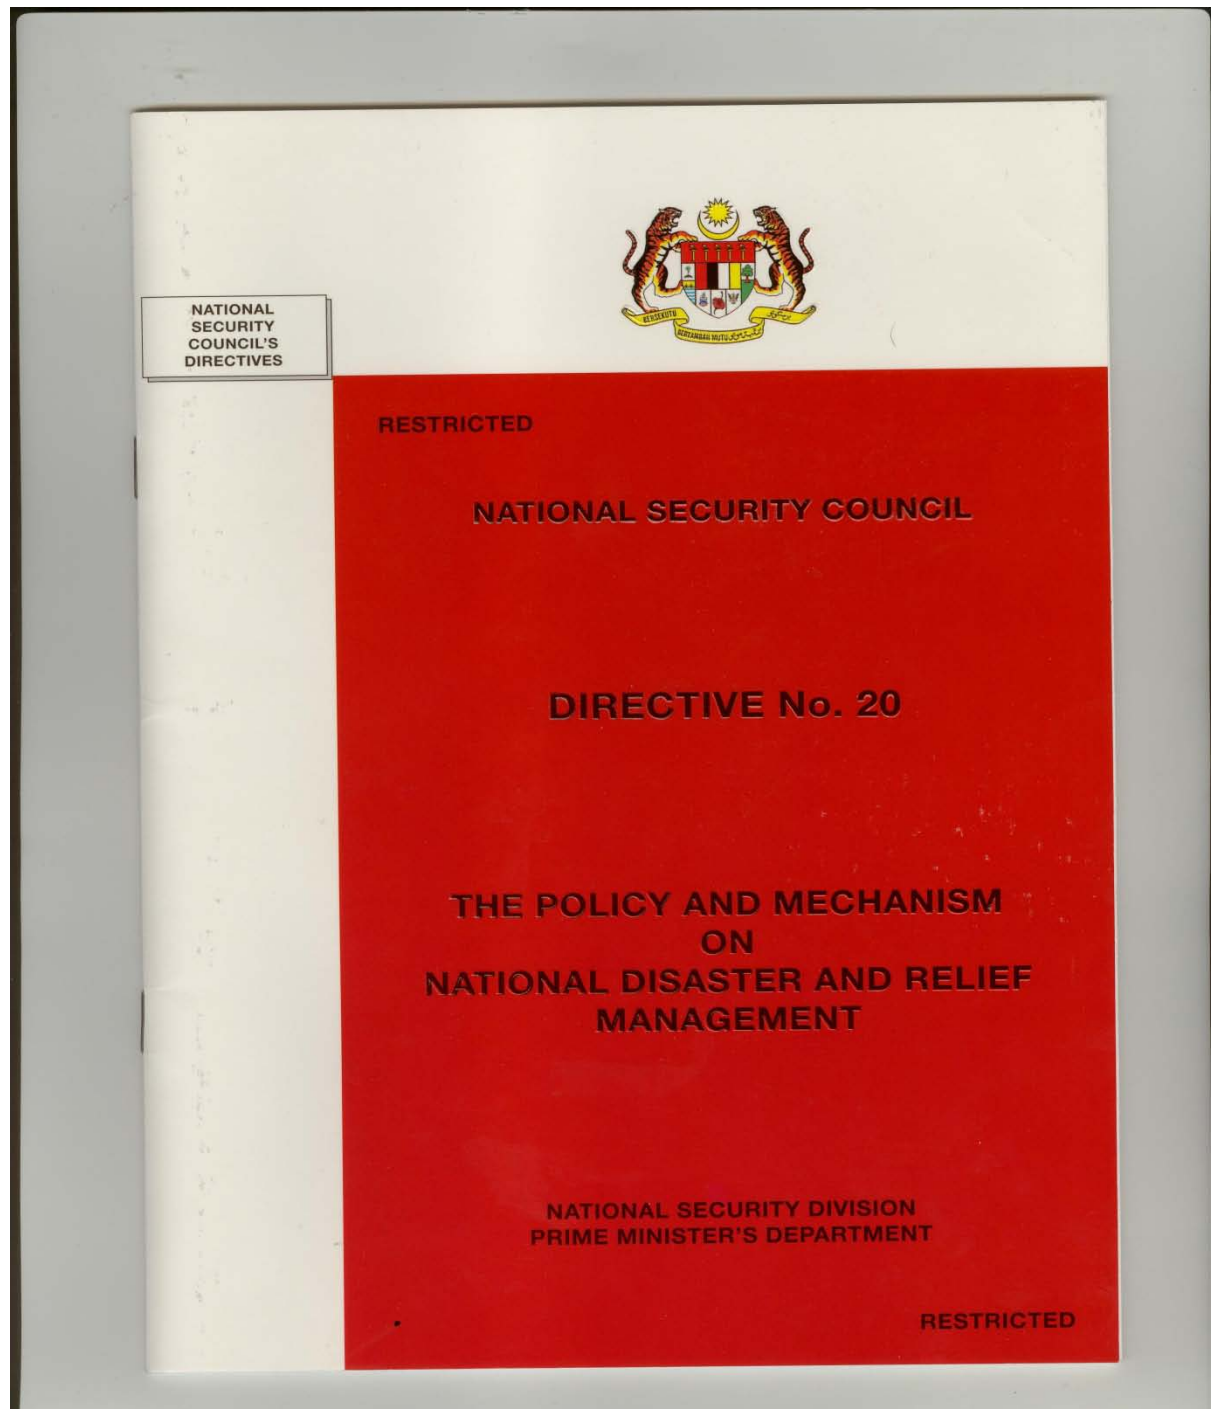 NATIONAL
SECURITY
COUNCIL'S
DIRECTIVES
BERSEKUTU
BERTAMBAH MUTU
RESTRICTED
NATIONAL SECURITY COUNCIL
DIRECTIVE No. 20
THE POLICY AND MECHANISM
ON
NATIONAL DISASTER AND RELIEF
MANAGEMENT
NATIONAL SECURITY DIVISION
PRIME MINISTER'S DEPARTMENT
RESTRICTED